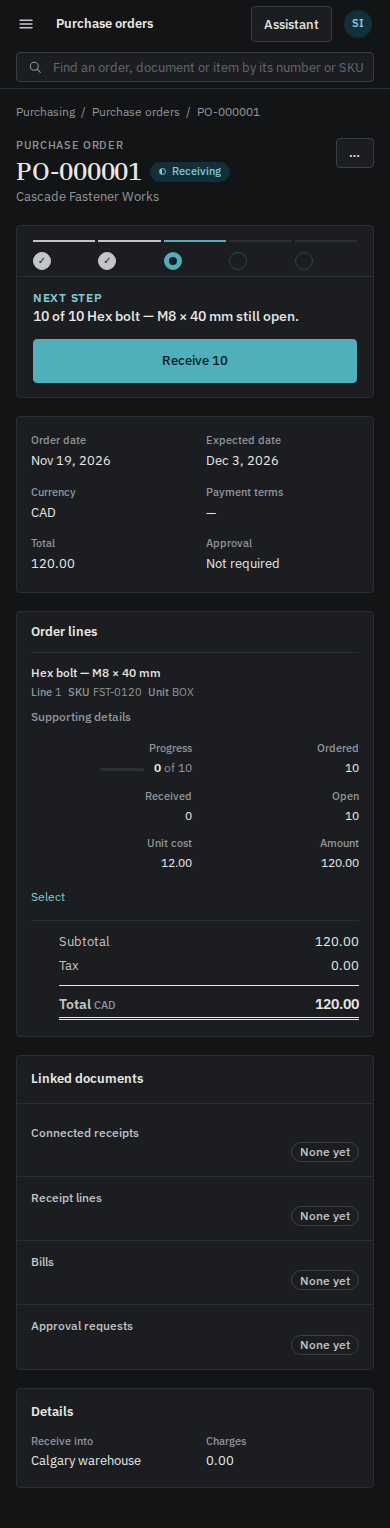 Purchase orders
Assistant
SI
Find an order, document or item by its number or SKU
Purchasing / Purchase orders / PO-000001
PURCHASE ORDER
...
PO-000001
Receiving
Cascade Fastener Works
NEXT STEP
10 of 10 Hex bolt — M8 × 40 mm still open.
Receive 10
Order date
Expected date
Nov 19, 2026
Dec 3, 2026
Currency
Payment terms
CAD
—
Total
Approval
120.00
Not required
Order lines
Hex bolt — M8 × 40 mm
Line 1 SKU FST-0120 Unit BOX
Supporting details
Progress
Ordered
0 of 10
10
Received
Open
0
10
Unit cost
Amount
12.00
120.00
Select
Subtotal
120.00
Tax
0.00
Total CAD
120.00
Linked documents
Connected receipts
None yet
Receipt lines
None yet
Bills
None yet
Approval requests
None yet
Details
Receive into
Charges
Calgary warehouse
0.00